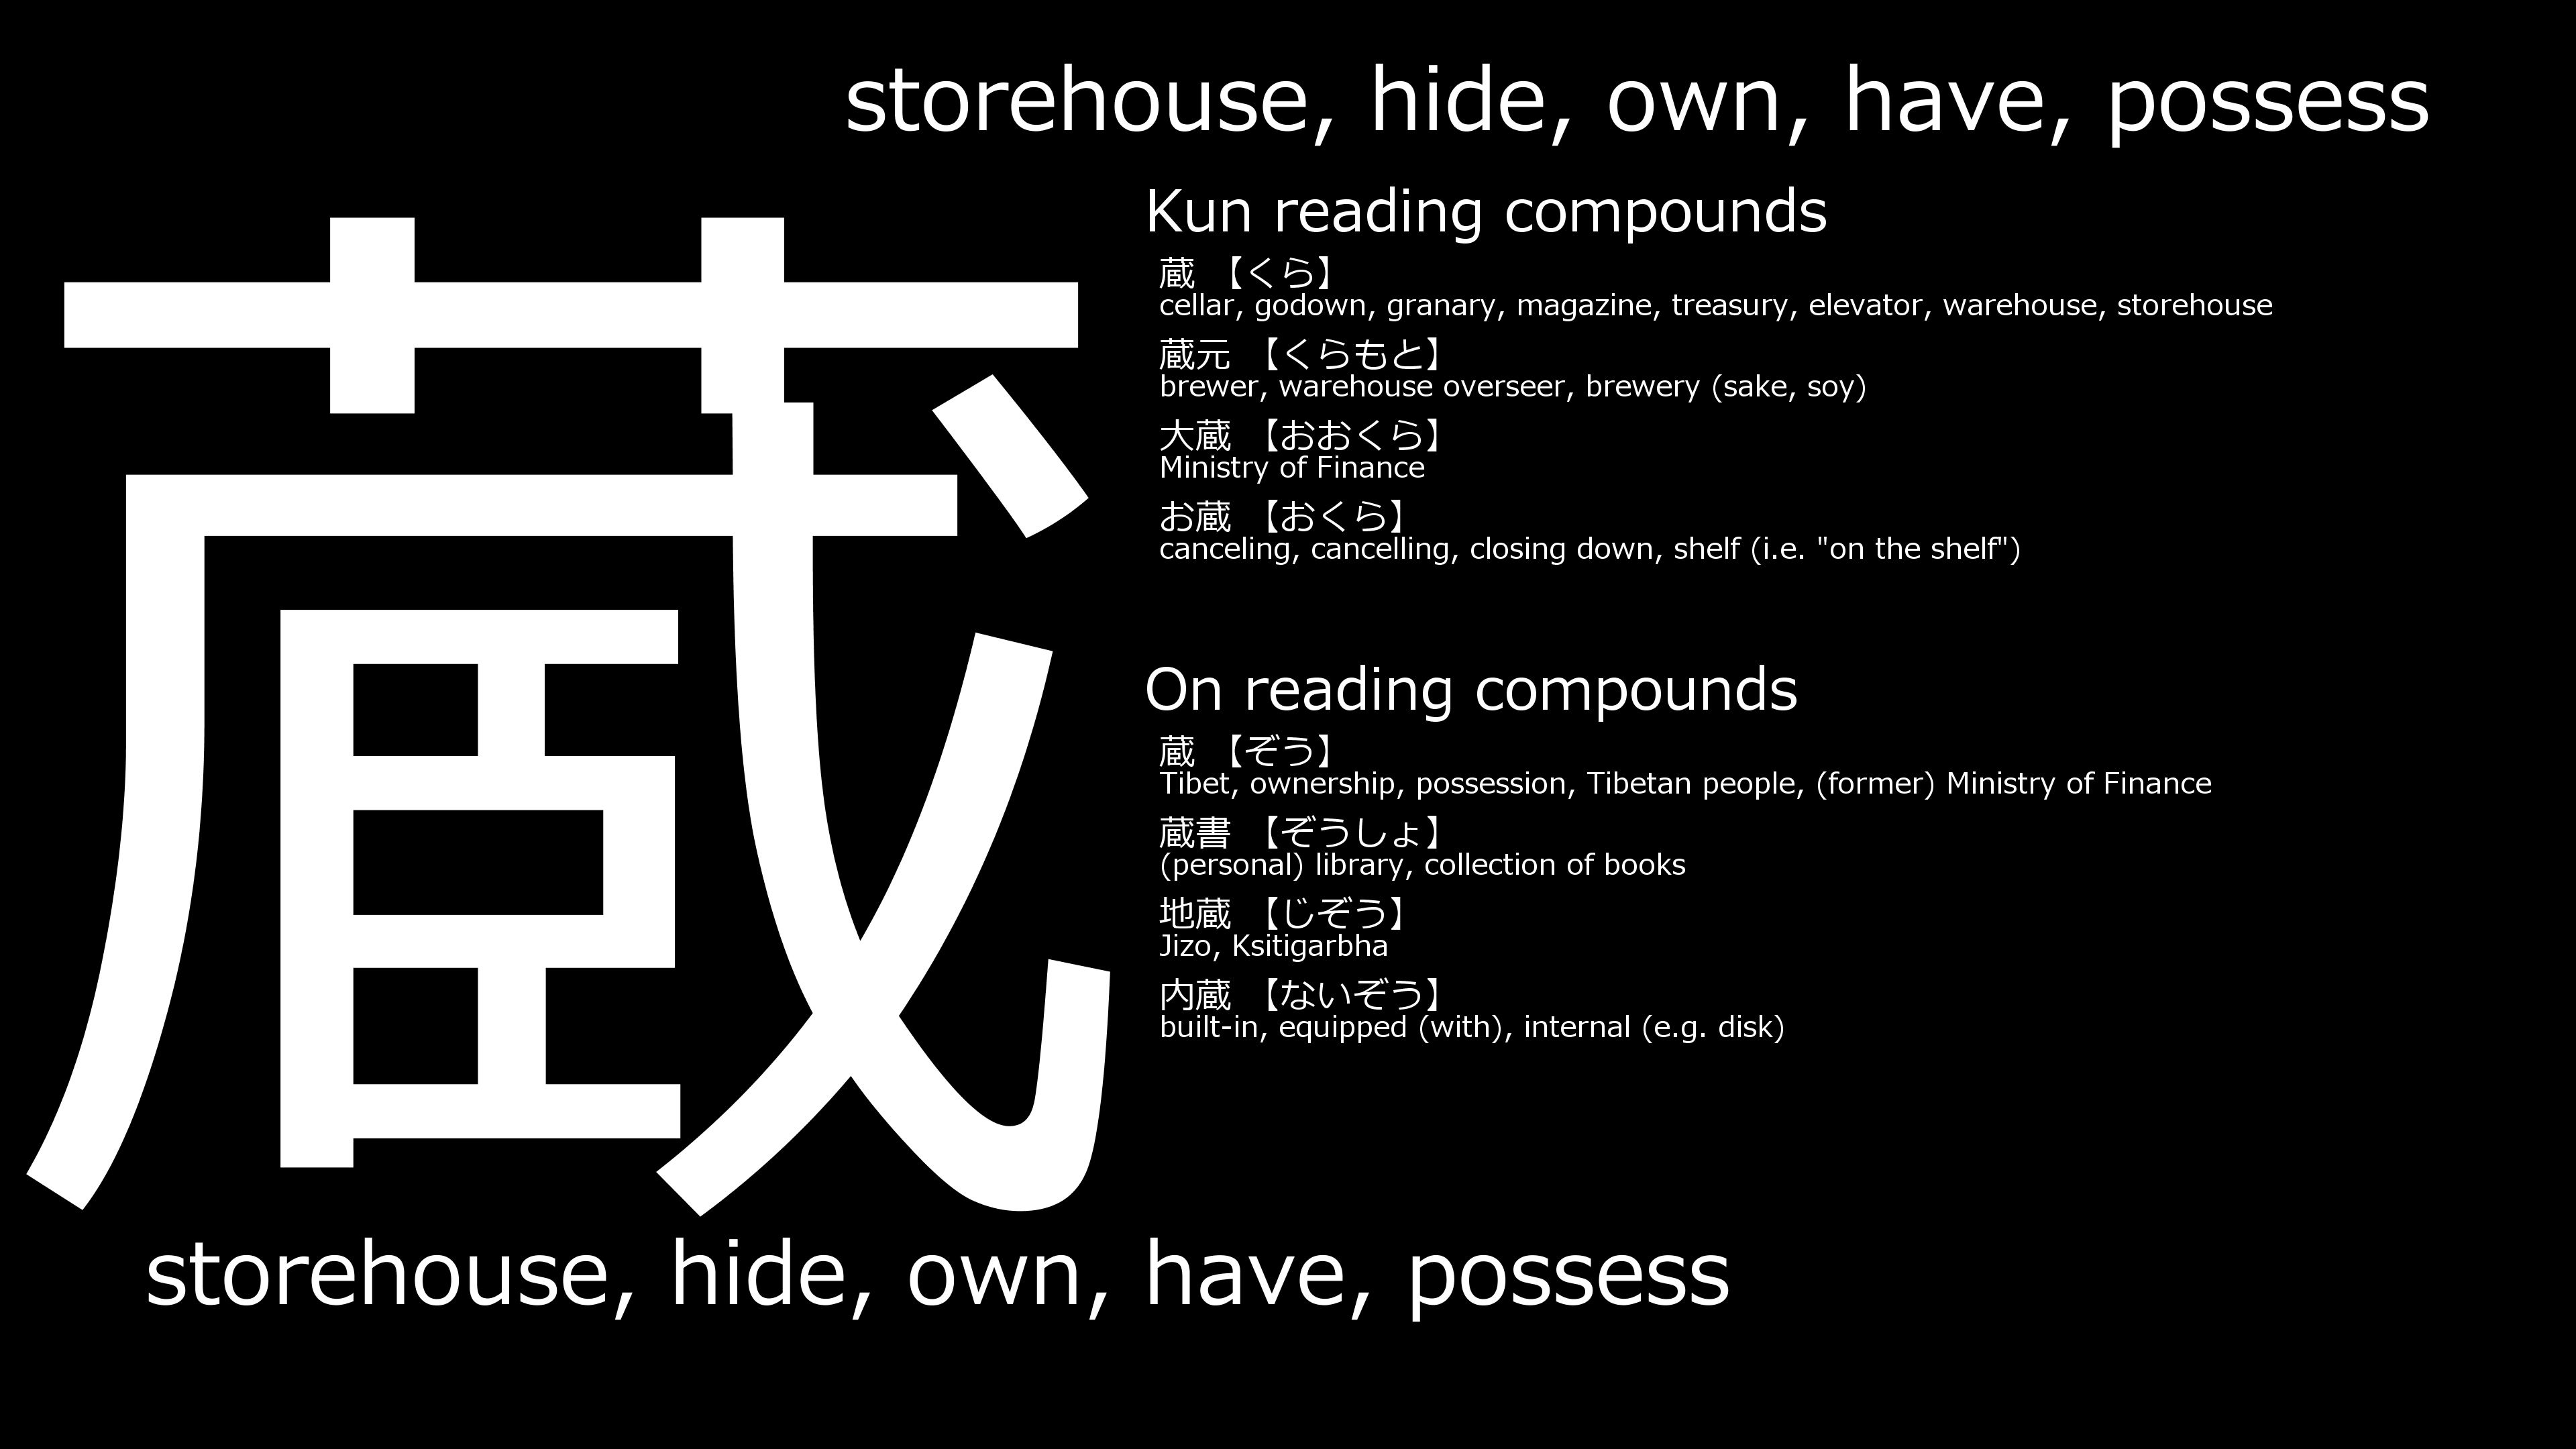 storehouse, hide, own, have, possess
蔵
Kun reading compounds
蔵 【くら】
cellar, godown, granary, magazine, treasury, elevator, warehouse, storehouse
蔵元 【くらもと】
brewer, warehouse overseer, brewery (sake, soy)
大蔵 【おおくら】
Ministry of Finance
お蔵 【おくら】
canceling, cancelling, closing down, shelf (i.e. "on the shelf")
On reading compounds
蔵 【ぞう】
Tibet, ownership, possession, Tibetan people, (former) Ministry of Finance
蔵書 【ぞうしょ】
(personal) library, collection of books
地蔵 【じぞう】
Jizo, Ksitigarbha
内蔵 【ないぞう】
built-in, equipped (with), internal (e.g. disk)
storehouse, hide, own, have, possess